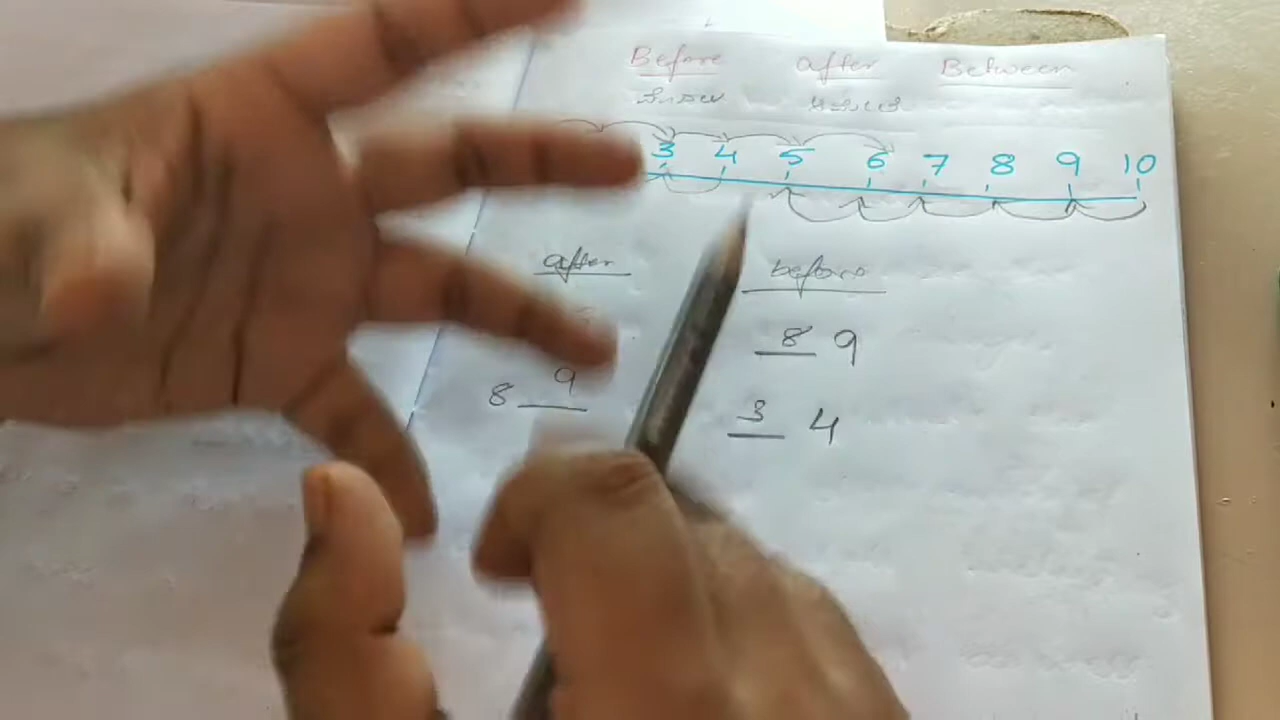 Before after Between
3 4 5 6 7 8 9 10
after before
8 9
8 9
3 4